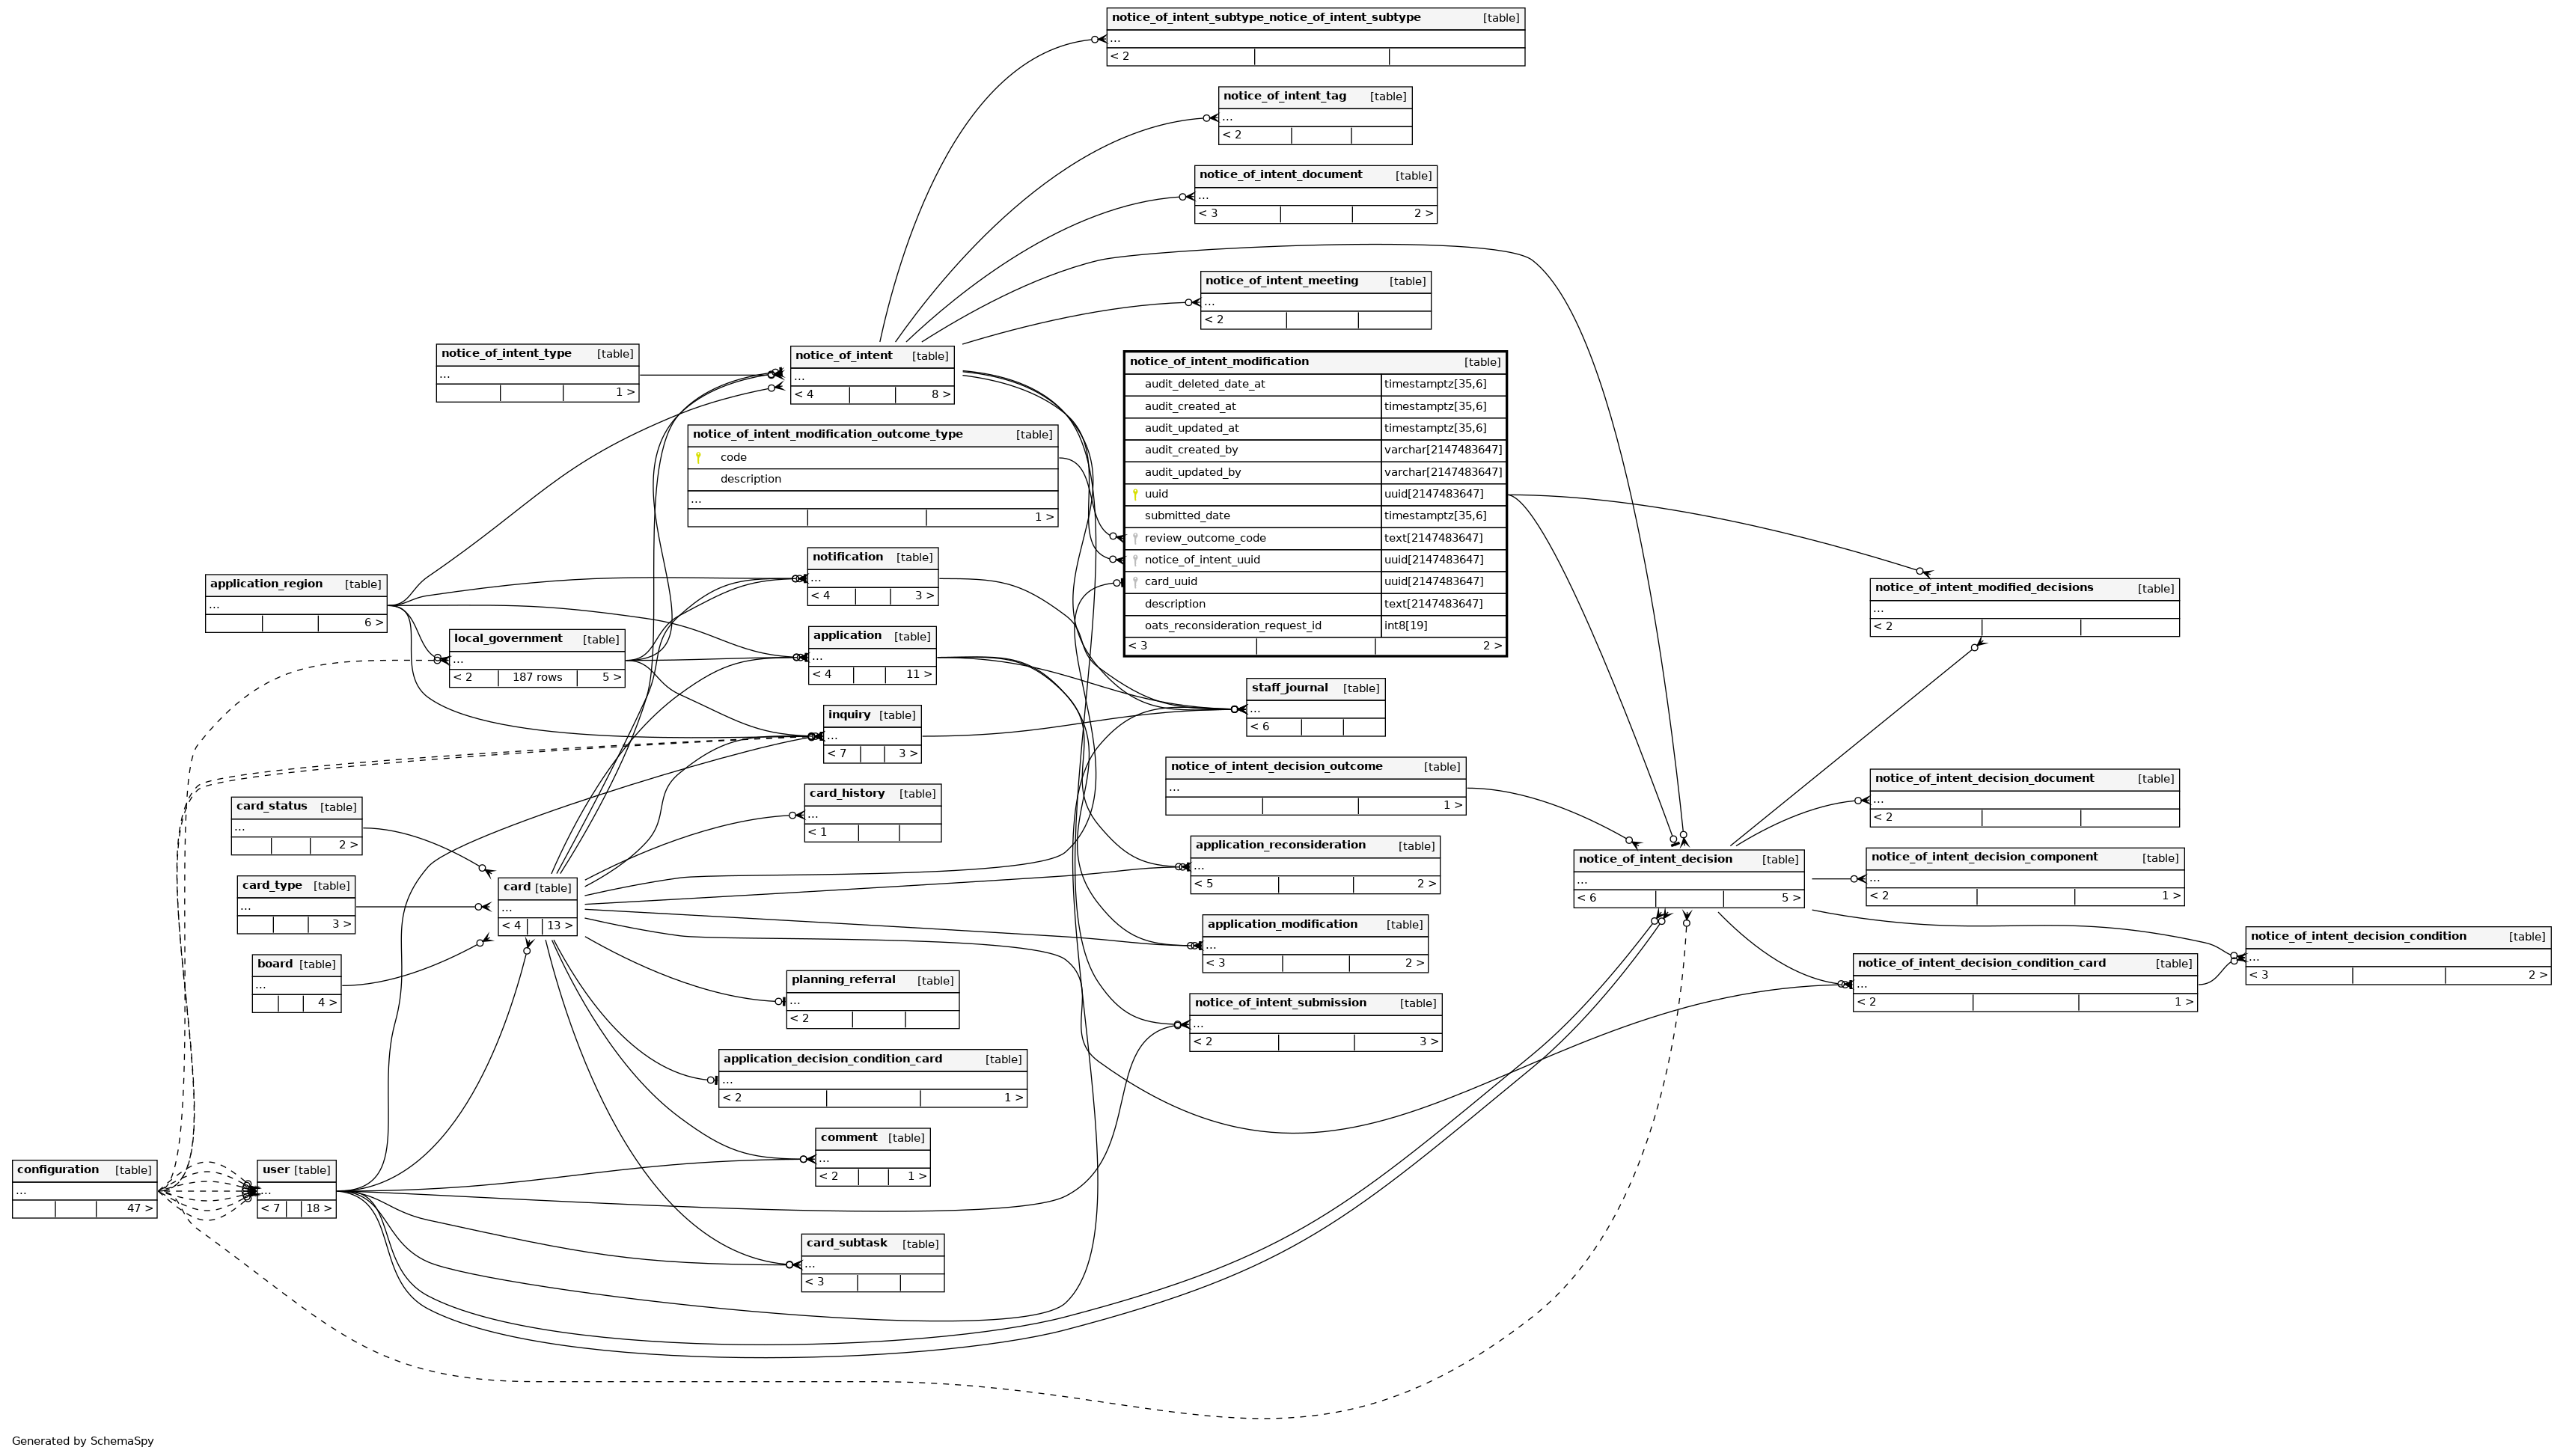 notice_of_intent_subtype_notice_of_intent_subtype [table]
...
< 2
notice_of_intent_tag [table]
...
< 2
notice_of_intent_document [table]
...
< 3 2 >
notice_of_intent_meeting [table]
...
< 2
notice_of_intent_type [table]
...
1 >
notice_of_intent [table]
...
< 4 8 >
notice_of_intent_modification [table]
audit_deleted_date_at timestamptz[35,6]
audit_created_at timestamptz[35,6]
audit_updated_at timestamptz[35,6]
audit_created_by varchar[2147483647]
audit_updated_by varchar[2147483647]
uuid uuid[2147483647]
submitted_date timestamptz[35,6]
review_outcome_code text[2147483647]
notice_of_intent_uuid uuid[2147483647]
card_uuid uuid[2147483647]
description text[2147483647]
oats_reconsideration_request_id int8[19]
< 3 2 >
notice_of_intent_modification_outcome_type [table]
code
description
...
1 >
notification [table]
...
< 4 3 >
application_region [table]
...
6 >
notice_of_intent_modified_decisions [table]
...
< 2
local_government [table]
...
< 2 187 rows 5 >
application [table]
...
< 4 11 >
staff_journal [table]
...
< 6
inquiry [table]
...
< 7 3 >
notice_of_intent_decision_outcome [table]
...
1 >
notice_of_intent_decision_document [table]
...
< 2
card_history [table]
...
< 1
card_status [table]
...
2 >
application_reconsideration [table]
...
< 5 2 >
notice_of_intent_decision [table]
...
< 6 5 >
notice_of_intent_decision_component [table]
...
< 2 1 >
card_type [table]
...
3 >
card [table]
...
< 4 13 >
application_modification [table]
...
< 3 2 >
notice_of_intent_decision_condition [table]
...
< 3 2 >
board [table]
...
4 >
notice_of_intent_decision_condition_card [table]
...
< 2 1 >
planning_referral [table]
...
< 2
notice_of_intent_submission [table]
...
< 2 3 >
application_decision_condition_card [table]
...
< 2 1 >
comment [table]
...
< 2 1 >
configuration [table]
...
47 >
user [table]
...
< 7 18 >
card_subtask [table]
...
< 3
Generated by SchemaSpy